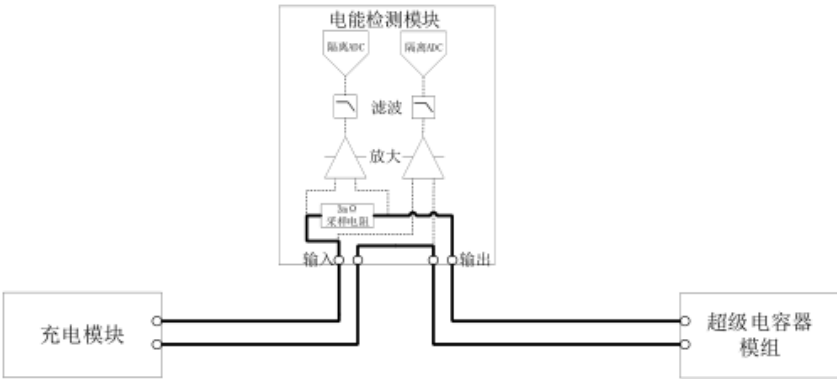 电能检测模块
隔离ADC 隔离ADC
滤波
放大
3mΩ
采样电阻
输入 输出
充电模块
超级电容器
模组